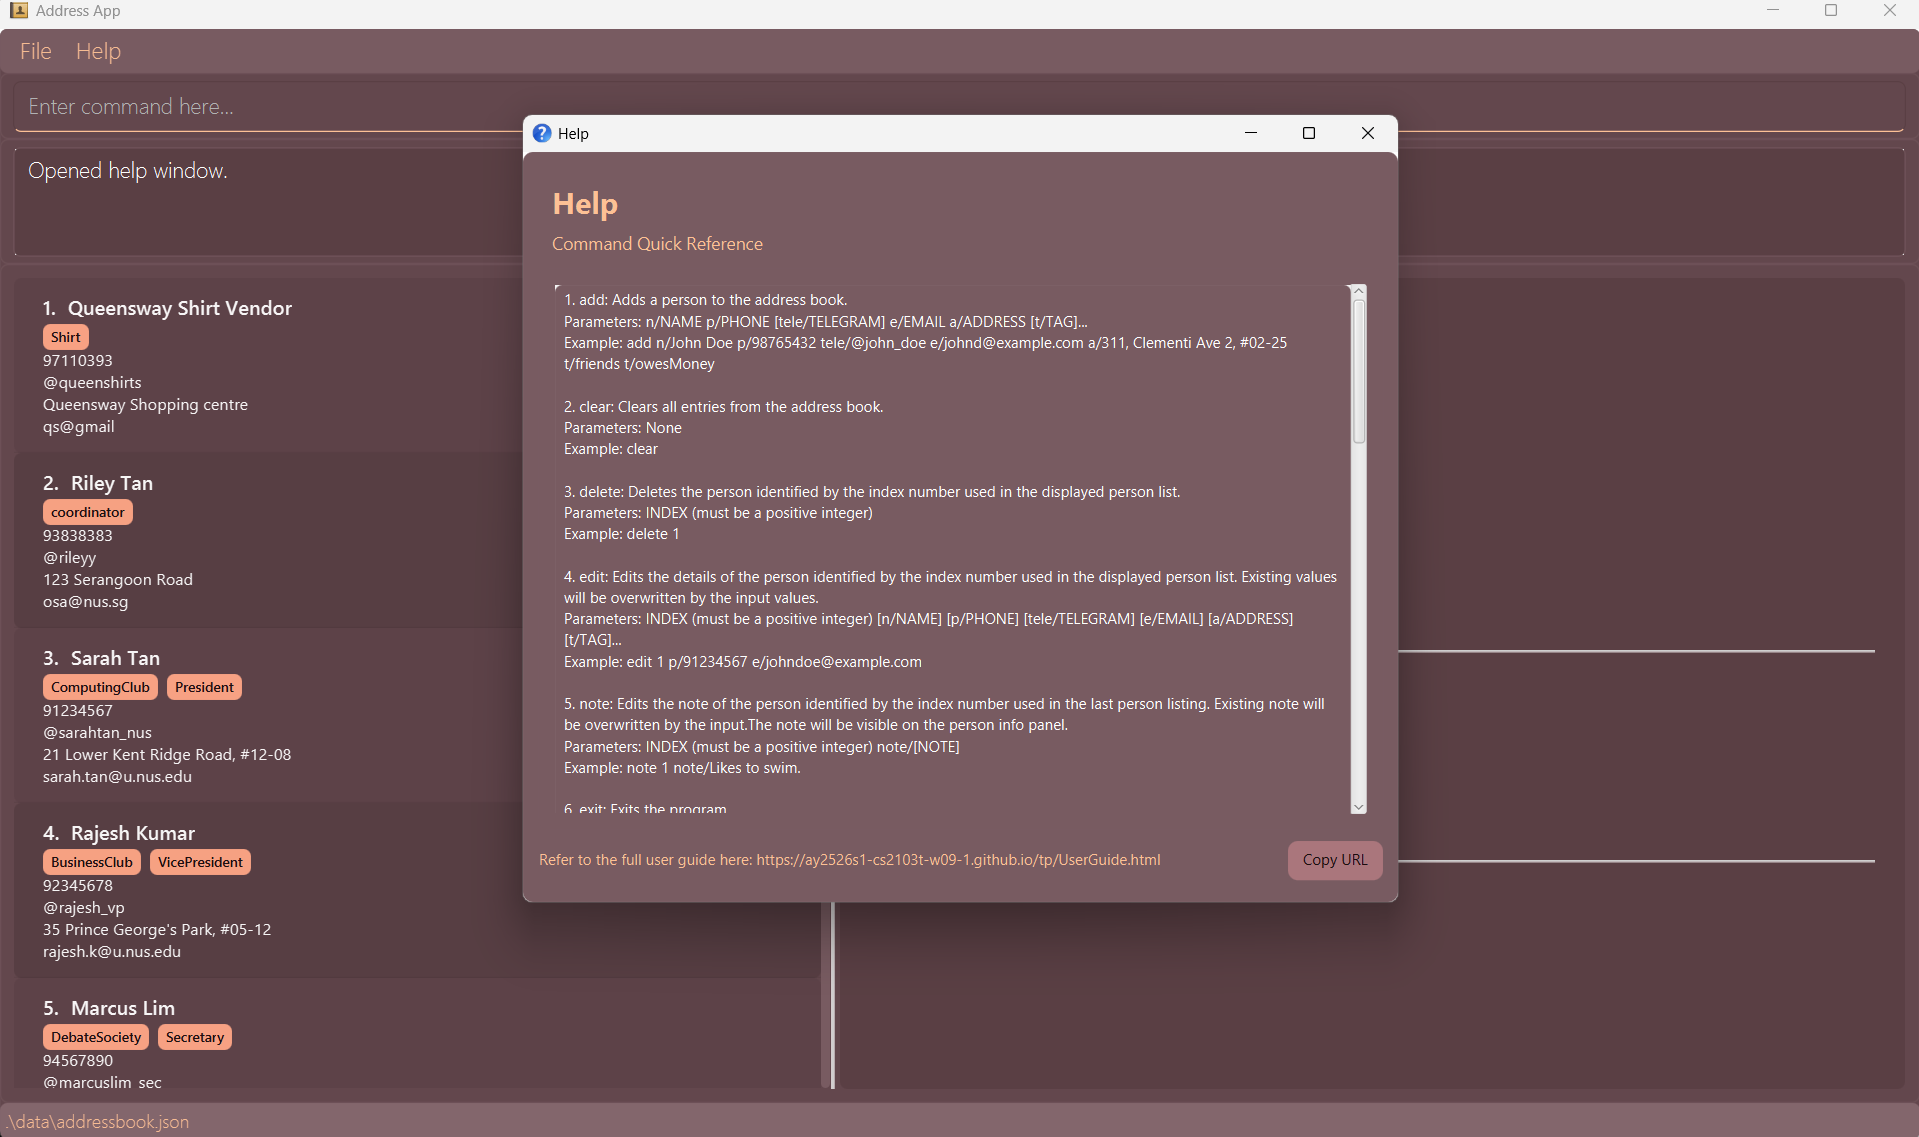 Address App
File Help
Enter command here...
Opened help window.
1. Queensway Shirt Vendor
Shirt
97110393
@queenshirts
Queensway Shopping centre
qs@gmail
2. Riley Tan
coordinator
93838383
@rileyy
123 Serangoon Road
osa@nus.sg
3. Sarah Tan
ComputingClub President
91234567
@sarahtan_nus
21 Lower Kent Ridge Road, #12-08
sarah.tan@u.nus.edu
4. Rajesh Kumar
BusinessClub VicePresident
92345678
@rajesh_vp
35 Prince George's Park, #05-12
rajesh.k@u.nus.edu
5. Marcus Lim
DebateSociety Secretary
94567890
@marcuslim_sec
.\data\addressbook.json
Help
Help
Command Quick Reference
1. add: Adds a person to the address book.
Parameters: n/NAME p/PHONE [tele/TELEGRAM] e/EMAIL a/ADDRESS [t/TAG]...
Example: add n/John Doe p/98765432 tele/@john_doe e/johnd@example.com a/311, Clementi Ave 2, #02-25
t/friends t/owesMoney
2. clear: Clears all entries from the address book.
Parameters: None
Example: clear
3. delete: Deletes the person identified by the index number used in the displayed person list.
Parameters: INDEX (must be a positive integer)
Example: delete 1
4. edit: Edits the details of the person identified by the index number used in the displayed person list. Existing values
will be overwritten by the input values.
Parameters: INDEX (must be a positive integer) [n/NAME] [p/PHONE] [tele/TELEGRAM] [e/EMAIL] [a/ADDRESS]
[t/TAG]...
Example: edit 1 p/91234567 e/johndoe@example.com
5. note: Edits the note of the person identified by the index number used in the last person listing. Existing note will
be overwritten by the input.The note will be visible on the person info panel.
Parameters: INDEX (must be a positive integer) note/[NOTE]
Example: note 1 note/Likes to swim.
6. exit: Exits the program
Refer to the full user guide here: https://ay2526s1-cs2103t-w09-1.github.io/tp/UserGuide.html
Copy URL